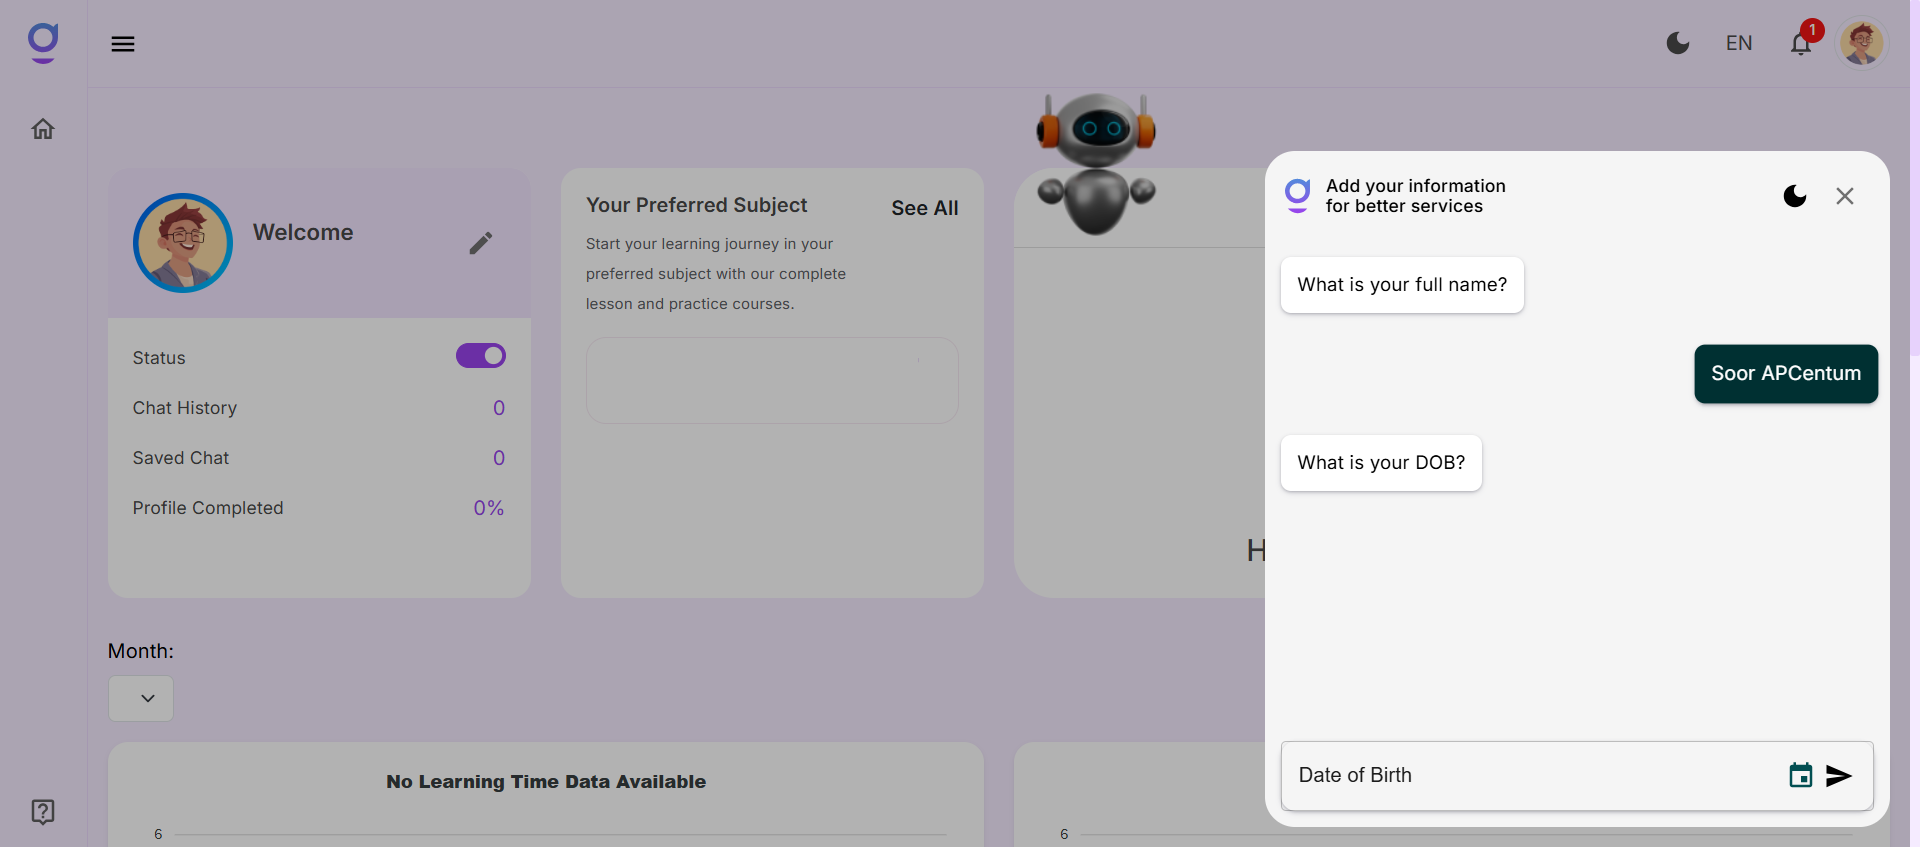 EN
1
Welcome
Status
Chat History 0
Saved Chat 0
Profile Completed 0%
Your Preferred Subject
See All
Start your learning journey in your
preferred subject with our complete
lesson and practice courses.
H
Add your information
for better services
What is your full name?
Soor APCentum
What is your DOB?
Date of Birth
Month:
No Learning Time Data Available
6
6